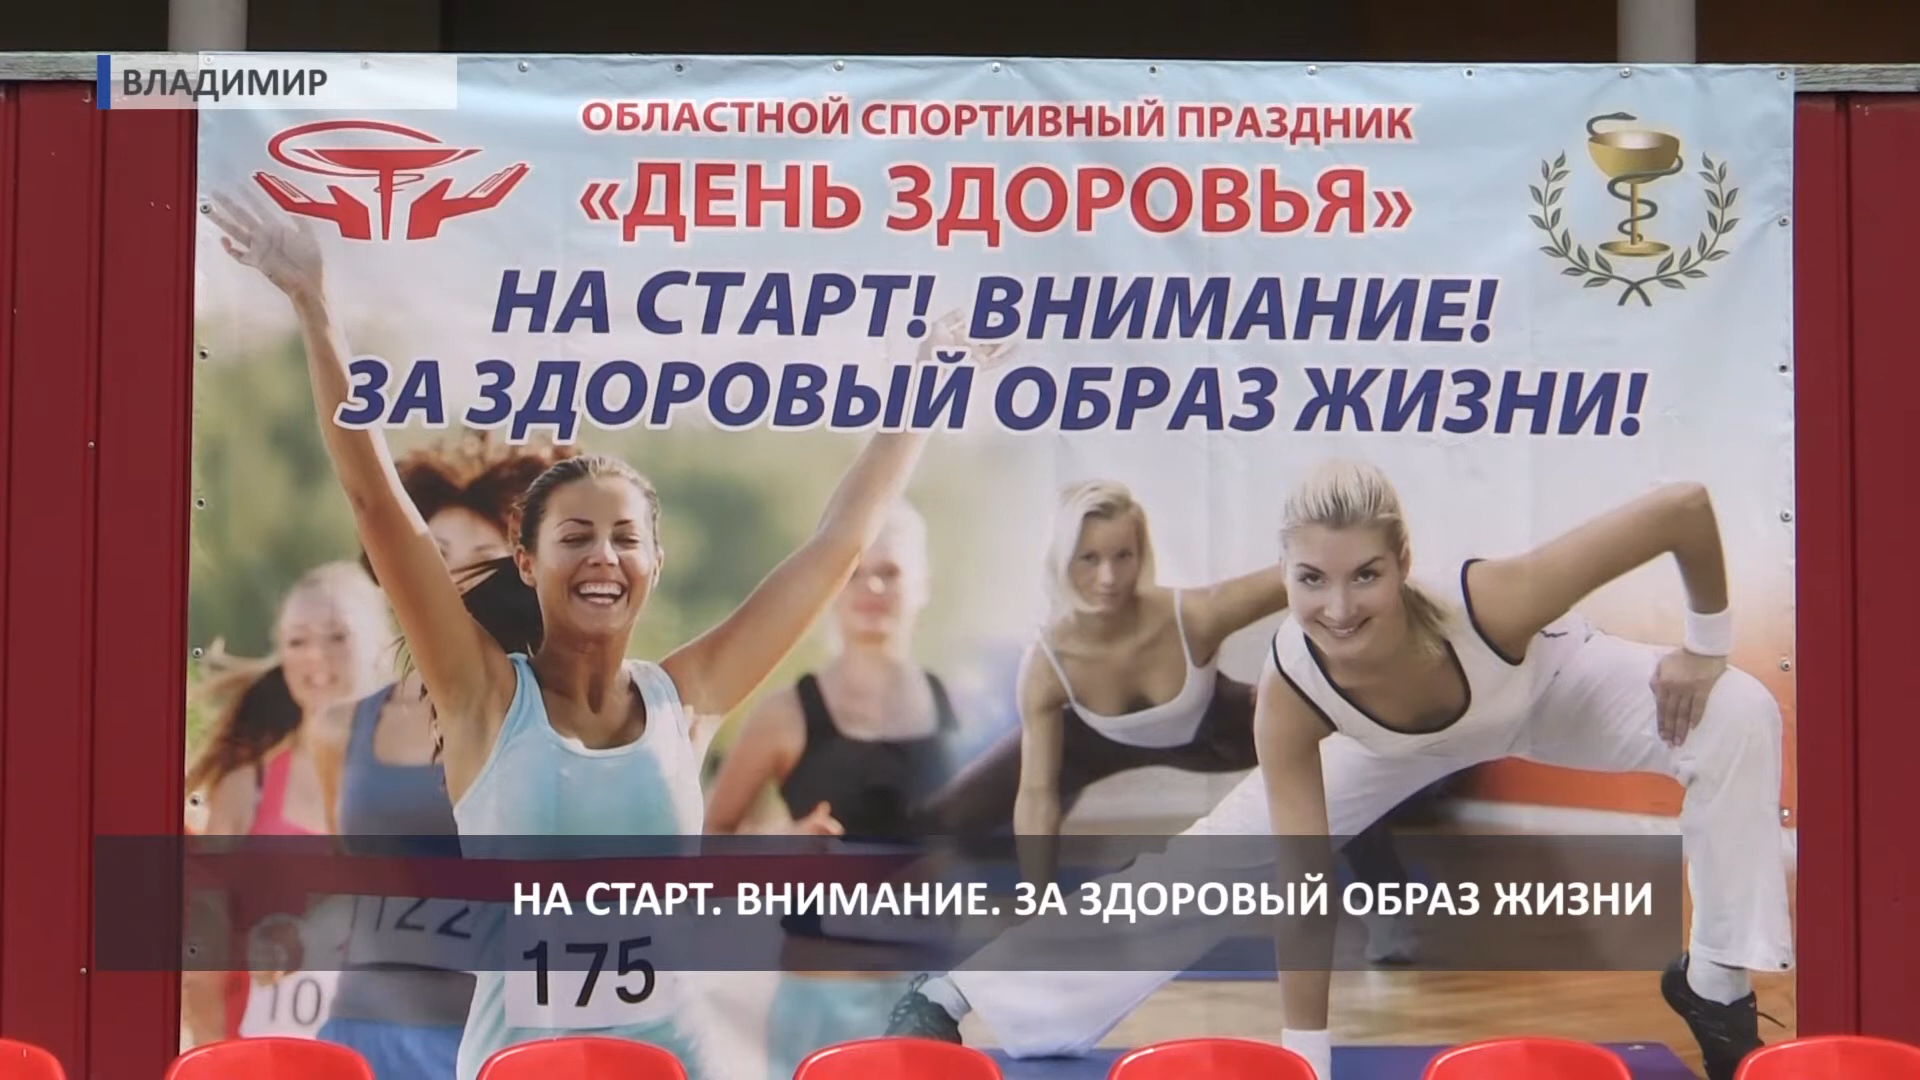 ВЛАДИМИР
ОБЛАСТНОЙ СПОРТИВНЫЙ ПРАЗДНИК
«ДЕНЬ ЗДОРОВЬЯ»
НА СТАРТ! ВНИМАНИЕ!
ЗА ЗДОРОВЫЙ ОБРАЗ ЖИЗНИ!
НА СТАРТ. ВНИМАНИЕ. ЗА ЗДОРОВЫЙ ОБРАЗ ЖИЗНИ
122
175
10